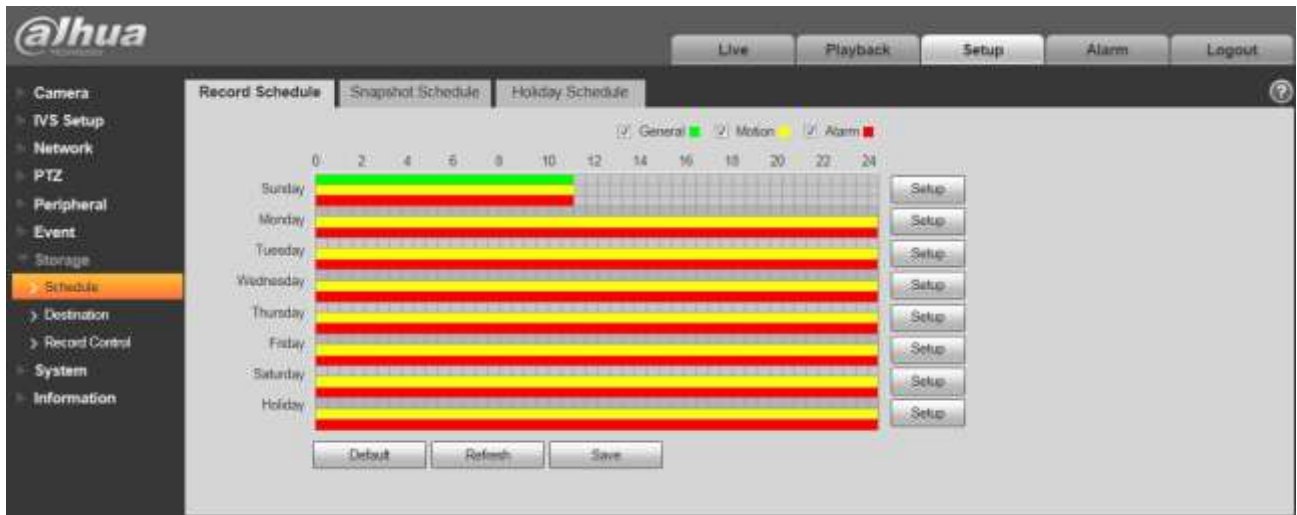 alhua
TECHNOLOGY
Live Playback Setup Alarm Logout
Camera
IVS Setup
Network
PTZ
Peripheral
Event
Storage
Schedule
Destination
Record Control
System
Information
Record Schedule Snapshot Schedule Holiday Schedule ?
General Motion Alarm
0 2 4 6 8 10 12 14 16 18 20 22 24
Sunday Setup
Monday Setup
Tuesday Setup
Wednesday Setup
Thursday Setup
Friday Setup
Saturday Setup
Holiday Setup
Default Refresh Save